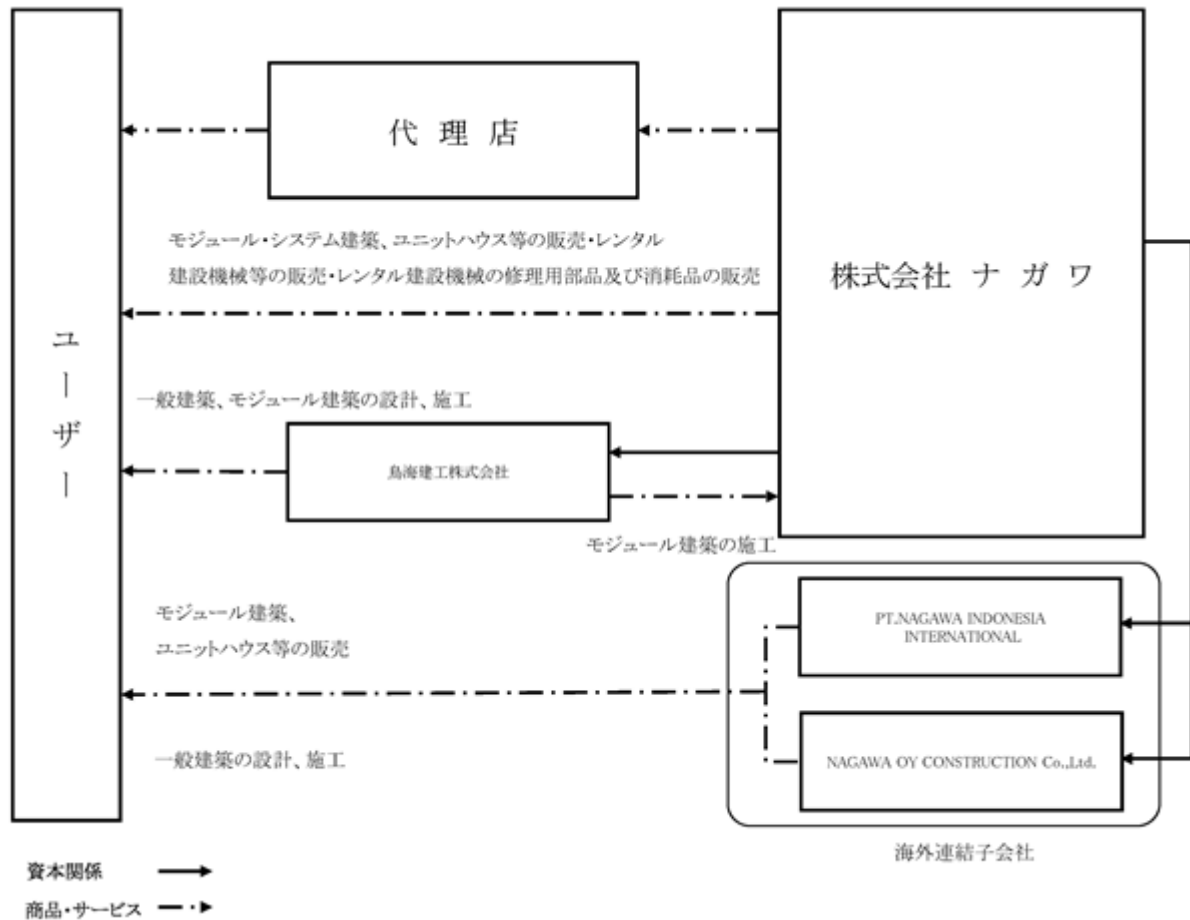 代理店
モジュール・システム建築、ユニットハウス等の販売・レンタル
建設機械等の販売・レンタル建設機械の修理用部品及び消耗品の販売
株式会社 ナガワ
ユーザー
一般建築、モジュール建築の設計、施工
鳥海建工株式会社
モジュール建築の施工
モジュール建築、
ユニットハウス等の販売
PT.NAGAWA INDONESIA
INTERNATIONAL
一般建築の設計、施工
NAGAWA OY CONSTRUCTION Co.,Ltd.
海外連結子会社
資本関係
商品・サービス